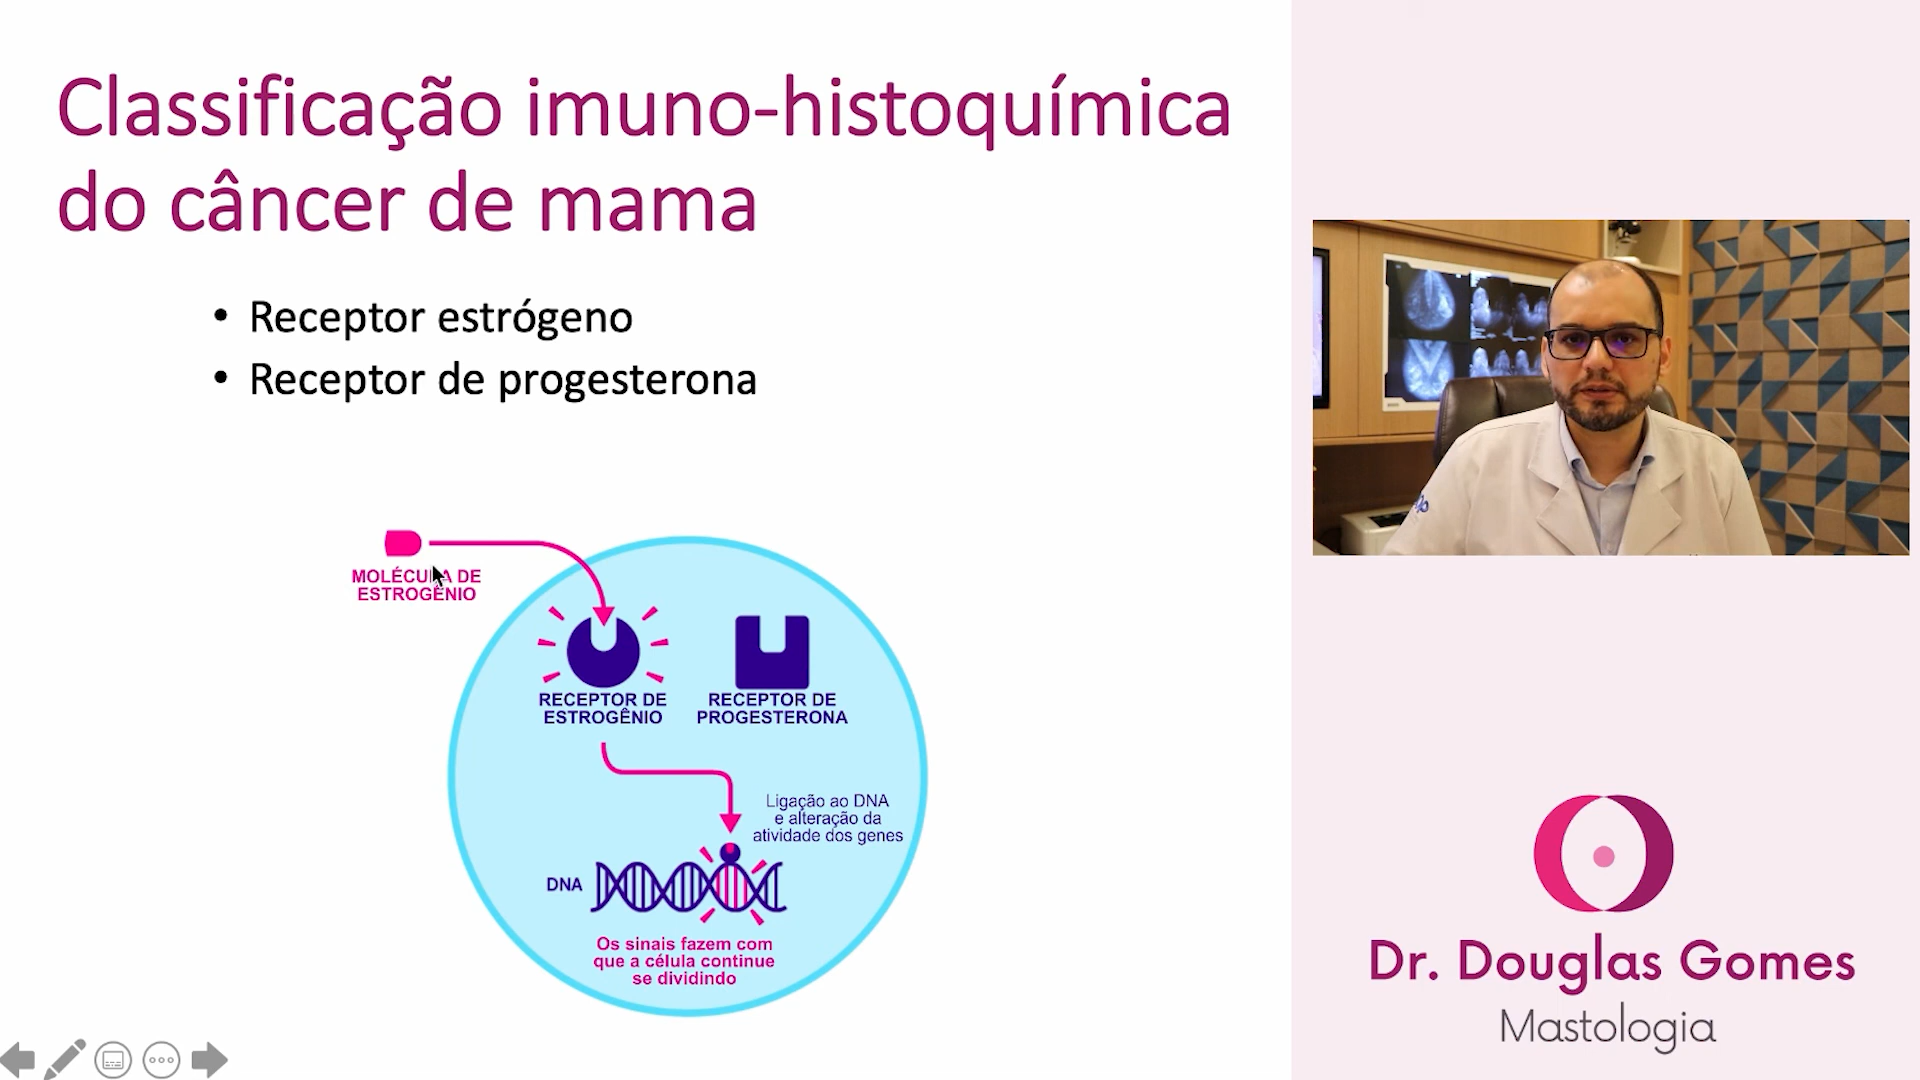 Classificação imuno-histoquímica
do câncer de mama
• Receptor estrógeno
• Receptor de progesterona
MOLÉCULA DE
ESTROGÊNIO
RECEPTOR DE
ESTROGÊNIO
RECEPTOR DE
PROGESTERONA
Ligação ao DNA
e alteração da
atividade dos genes
DNA
Os sinais fazem com
que a célula continue
se dividindo
Dr. Douglas Gomes
Mastologia